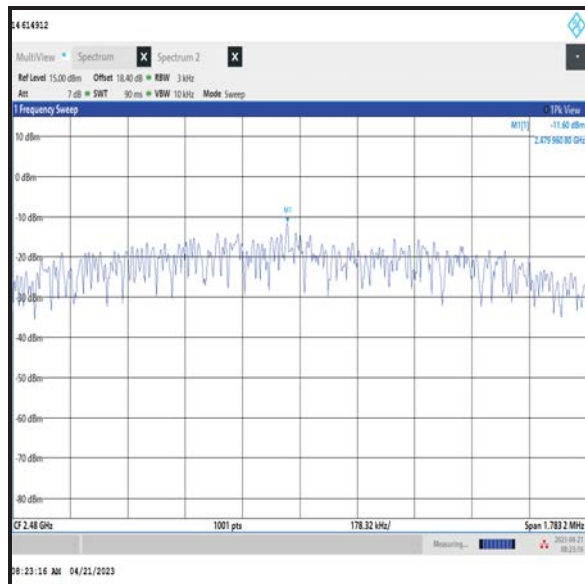 14 614912
MultiView Spectrum X Spectrum 2 X
Ref Level 15.00 dBm Offset 18.40 dB RBW 3 kHz
Att 7 dB SWT 90 ms VBW 10 kHz Mode Sweep
1 Frequency Sweep 1Pk View
M1[1] -11.60 dBm
2.479 960 80 GHz
10 dBm
0 dBm
M1
-10 dBm
-20 dBm
-30 dBm
-40 dBm
-50 dBm
-60 dBm
-70 dBm
-80 dBm
CF 2.48 GHz 1001 pts 178.32 kHz/ Span 1.783 2 MHz
Measuring...
08:23:16 AM 04/21/2023